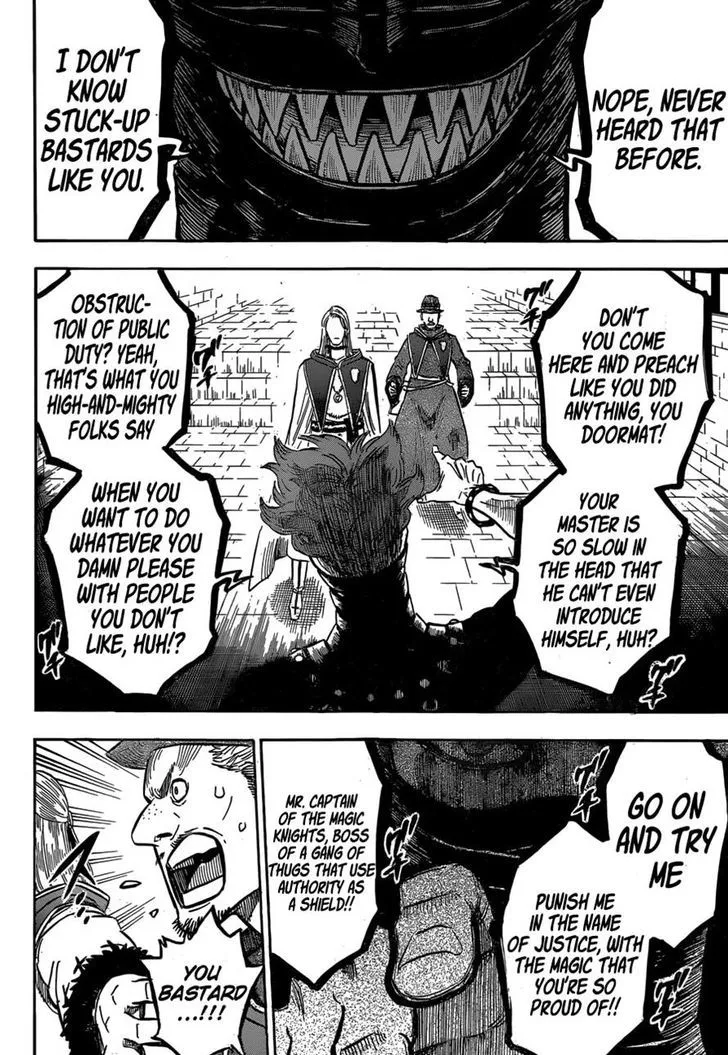 NOPE, NEVER
HEARD THAT
BEFORE.
I DON'T
KNOW
STUCK-UP
BASTARDS
LIKE YOU.
DON'T
YOU COME
HERE AND PREACH
LIKE YOU DID
ANYTHING, YOU
DOORMAT!
YOUR
MASTER IS
SO SLOW IN
THE HEAD THAT
HE CAN'T EVEN
INTRODUCE
HIMSELF, HUH?
OBSTRUC-
TION OF PUBLIC
DUTY? YEAH,
THAT'S WHAT YOU
HIGH-AND-MIGHTY
FOLKS SAY
WHEN YOU
WANT TO DO
WHATEVER YOU
DAMN PLEASE
WITH PEOPLE
YOU DON'T
LIKE, HUH!?
GO ON
AND TRY
ME
PUNISH ME
IN THE NAME
OF JUSTICE, WITH
THE MAGIC THAT
YOU'RE SO
PROUD OF!!
MR. CAPTAIN
OF THE MAGIC
KNIGHTS, BOSS
OF A GANG OF
THUGS THAT USE
AUTHORITY AS
A SHIELD!!
YOU
BASTARD
...!!!